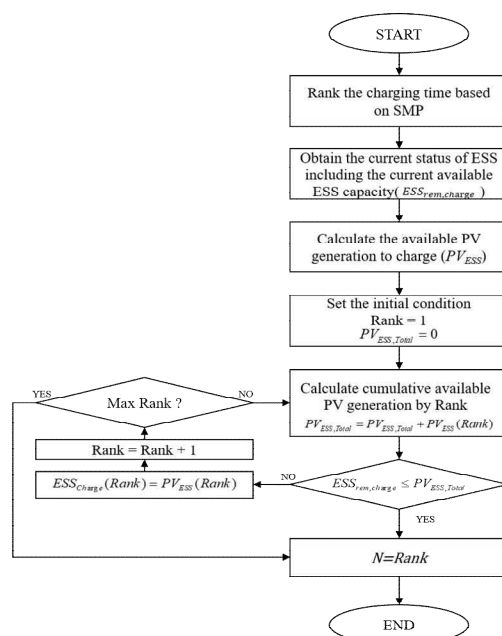 START
Rank the charging time based
on SMP
Obtain the current status of ESS
including the current available
ESS capacity( ESS_rem,charge )
Calculate the available PV
generation to charge (PV_ESS)
Set the initial condition
Rank = 1
PV_ESS,Total = 0
YES
Max Rank ?
NO
Calculate cumulative available
PV generation by Rank
PV_ESS,Total = PV_ESS,Total + PV_ESS (Rank)
Rank = Rank + 1
ESS_Charge (Rank) = PV_ESS (Rank)
NO
ESS_rem,charge ≤ PV_ESS,Total
YES
N=Rank
END